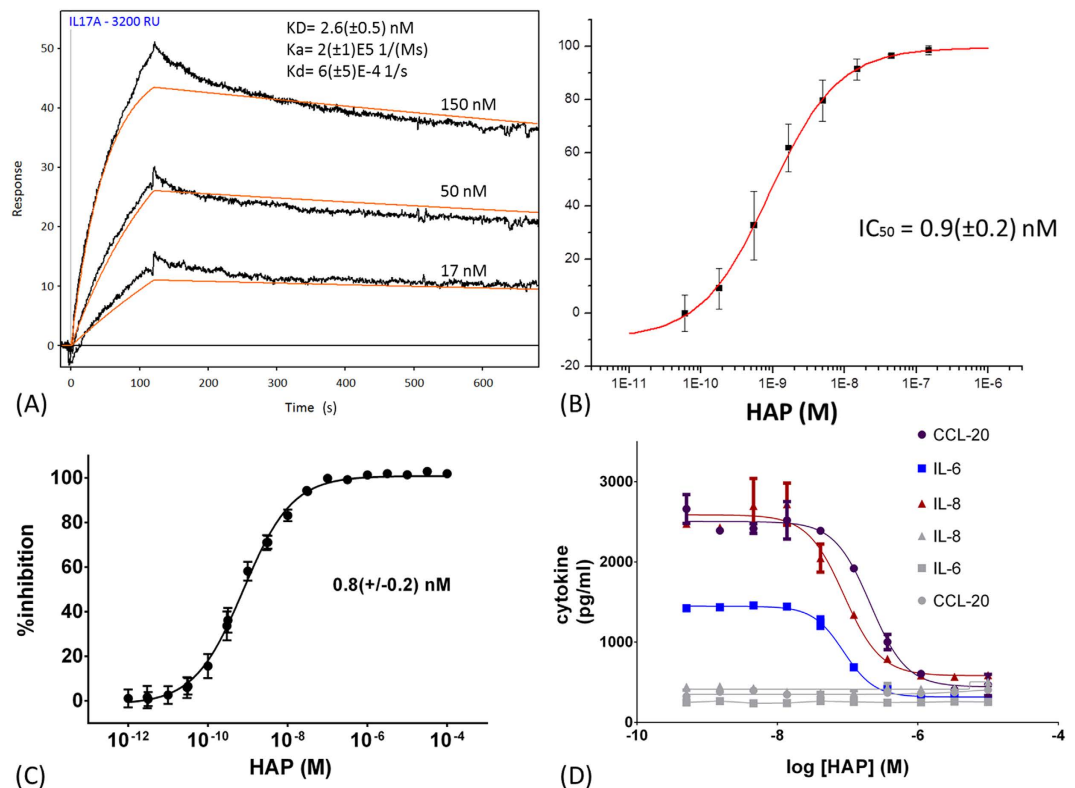 IL17A - 3200 RU
KD= 2.6(±0.5) nM
Ka= 2(±1)E5 1/(Ms)
Kd= 6(±5)E-4 1/s
50
40
30
20
10
0
Response
150 nM
50 nM
17 nM
0
100
200
300
400
500
600
Time (s)
(A)
100
80
60
40
20
0
-20
IC₅₀ = 0.9(±0.2) nM
1E-11
1E-10
1E-9
1E-8
1E-7
1E-6
HAP (M)
(B)
100
80
60
40
20
0
%inhibition
0.8(+/-0.2) nM
10⁻¹²
10⁻¹⁰
10⁻⁸
10⁻⁶
10⁻⁴
HAP (M)
(C)
CCL-20
IL-6
IL-8
IL-8
IL-6
CCL-20
3000
2000
1000
0
cytokine
(pg/ml)
-10
-8
-6
-4
log [HAP] (M)
(D)